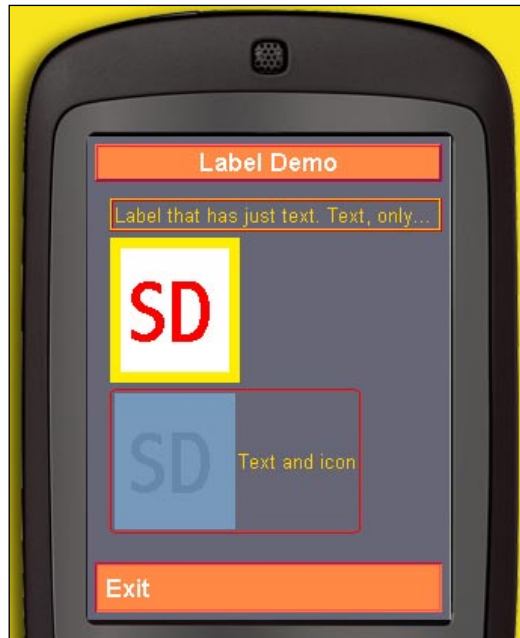 Label Demo
Label that has just text. Text, only...
SD
SD
Text and icon
Exit